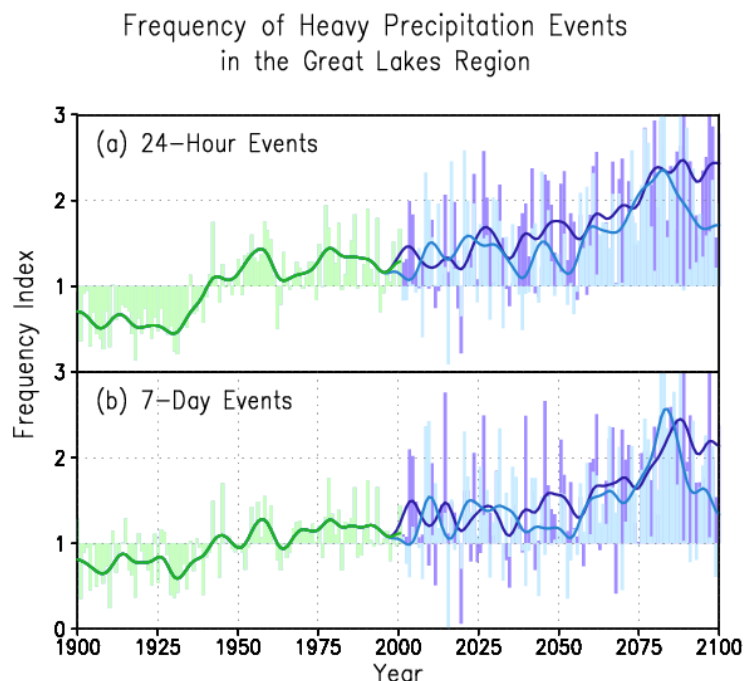 Frequency of Heavy Precipitation Events
in the Great Lakes Region
3
(a) 24-Hour Events
2
1
Frequency Index
3
(b) 7-Day Events
2
1
0
1900 1925 1950 1975 2000 2025 2050 2075 2100
Year